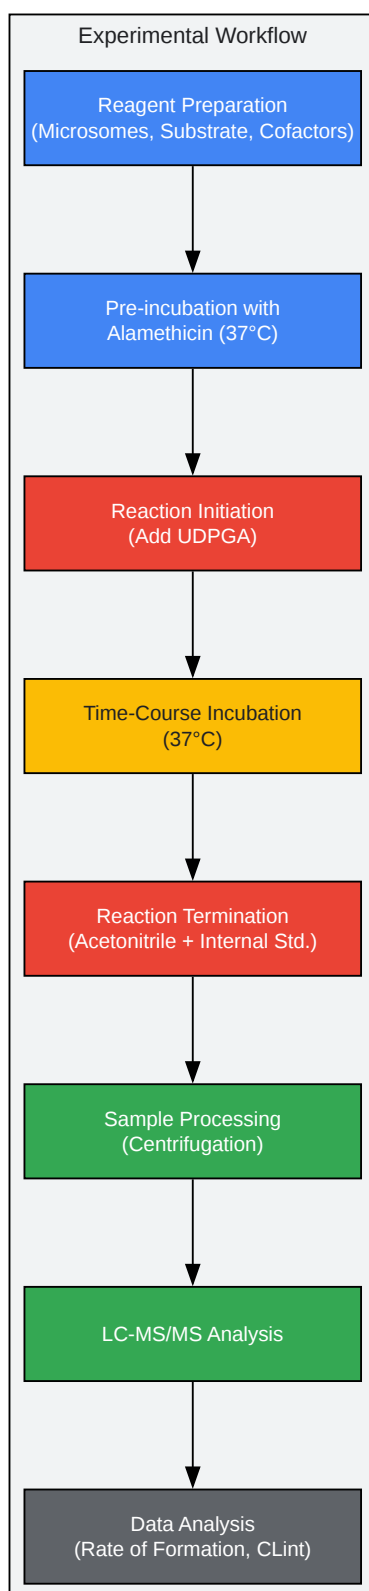 Experimental Workflow
Reagent Preparation
(Microsomes, Substrate, Cofactors)
Pre-incubation with
Alamethicin (37°C)
Reaction Initiation
(Add UDPGA)
Time-Course Incubation
(37°C)
Reaction Termination
(Acetonitrile + Internal Std.)
Sample Processing
(Centrifugation)
LC-MS/MS Analysis
Data Analysis
(Rate of Formation, CLint)